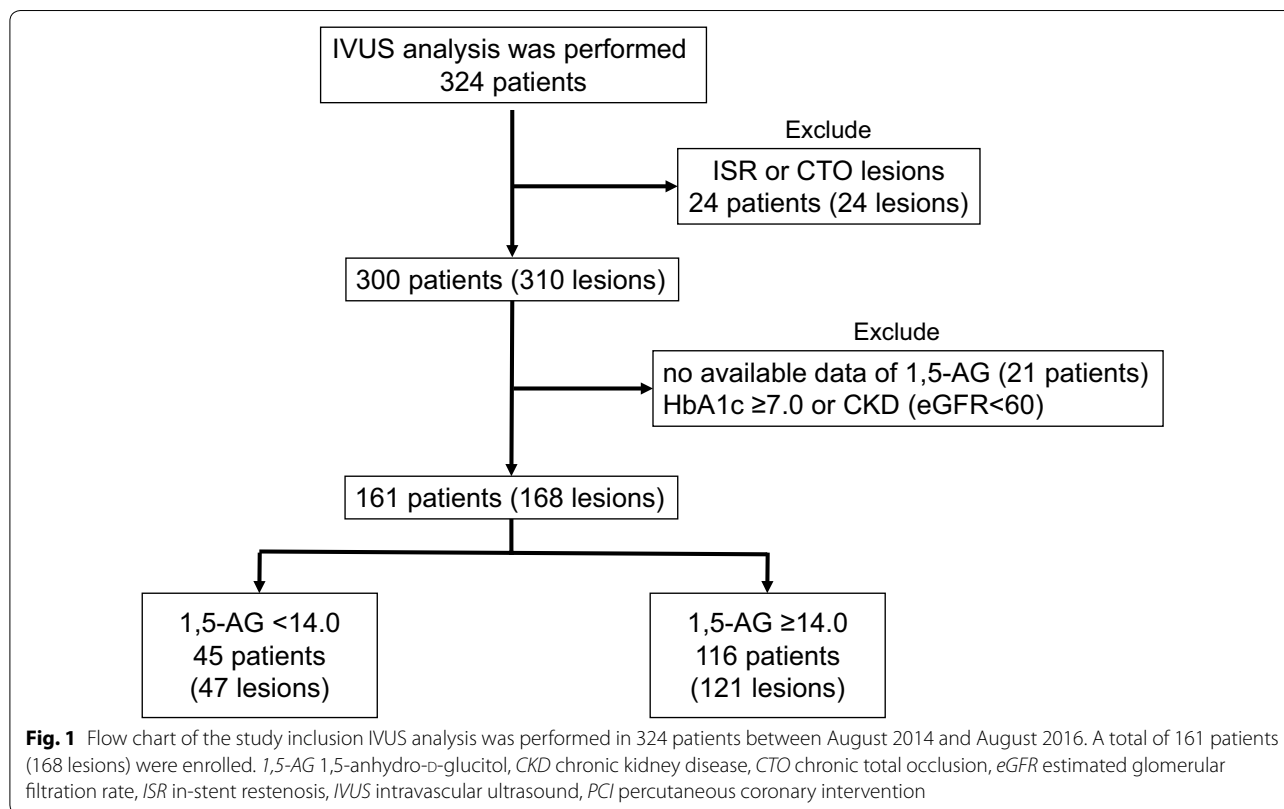 IVUS analysis was performed
324 patients
Exclude
ISR or CTO lesions
24 patients (24 lesions)
300 patients (310 lesions)
Exclude
no available data of 1,5-AG (21 patients)
HbA1c ≥7.0 or CKD (eGFR<60)
161 patients (168 lesions)
1,5-AG <14.0
45 patients
(47 lesions)
1,5-AG ≥14.0
116 patients
(121 lesions)
Fig. 1 Flow chart of the study inclusion IVUS analysis was performed in 324 patients between August 2014 and August 2016. A total of 161 patients
(168 lesions) were enrolled. 1,5-AG 1,5-anhydro-D-glucitol, CKD chronic kidney disease, CTO chronic total occlusion, eGFR estimated glomerular
filtration rate, ISR in-stent restenosis, IVUS intravascular ultrasound, PCI percutaneous coronary intervention